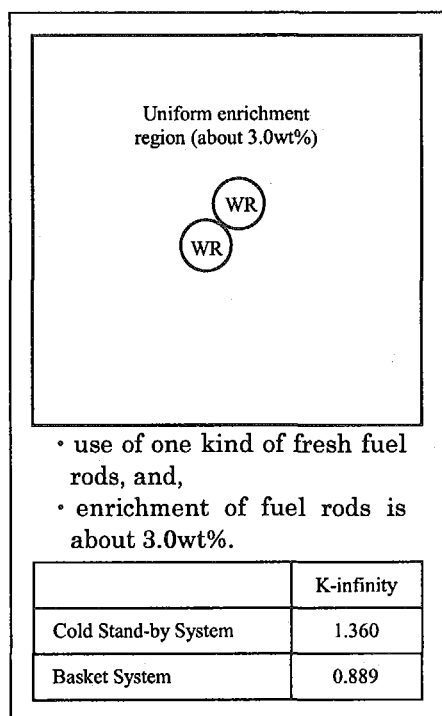 Uniform enrichment
region (about 3.0wt%)
WR
WR
・use of one kind of fresh fuel
rods, and,
・enrichment of fuel rods is
about 3.0wt%.
K-infinity
Cold Stand-by System 1.360
Basket System 0.889